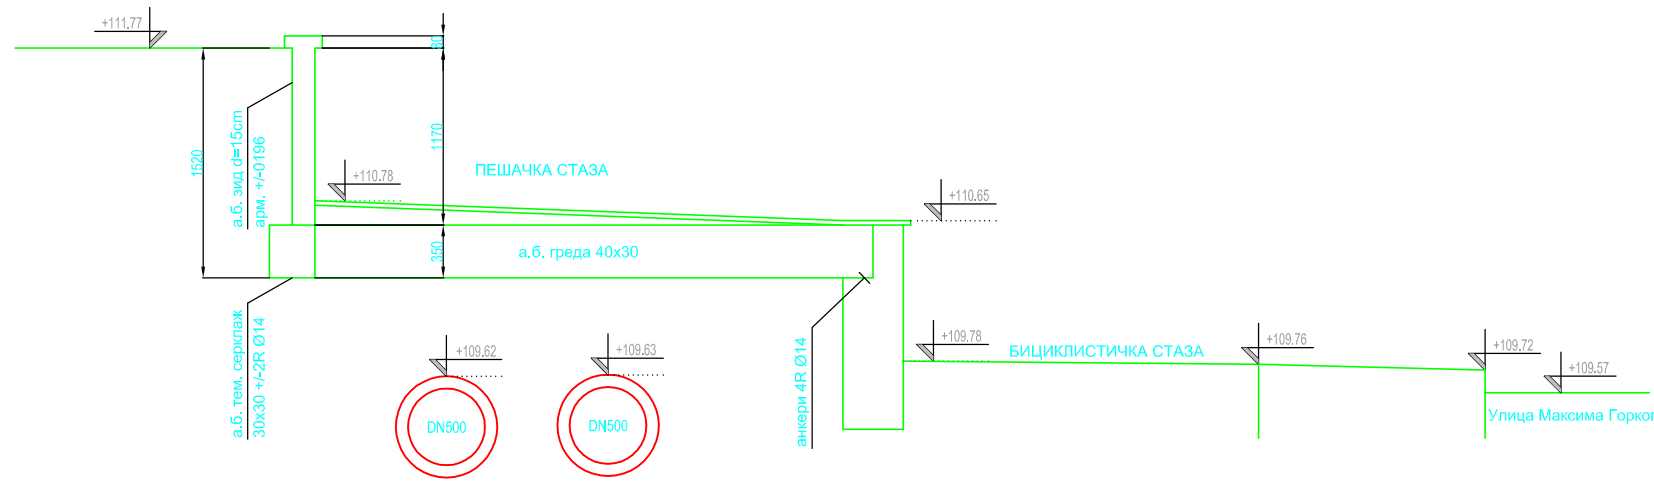 +111.77
80
1520
1170
а.б. зид d=15cm
арм. +/-0196
ПЕШАЧКА СТАЗА
+110.78
+110.65
350
а.б. греда 40x30
а.б. тем. серклаж
30x30 +/-2R Ø14
+109.62
+109.63
DN500
DN500
анкери 4R Ø14
+109.78
БИЦИКЛИСТИЧКА СТАЗА
+109.76
+109.72
+109.57
Улица Максима Горког